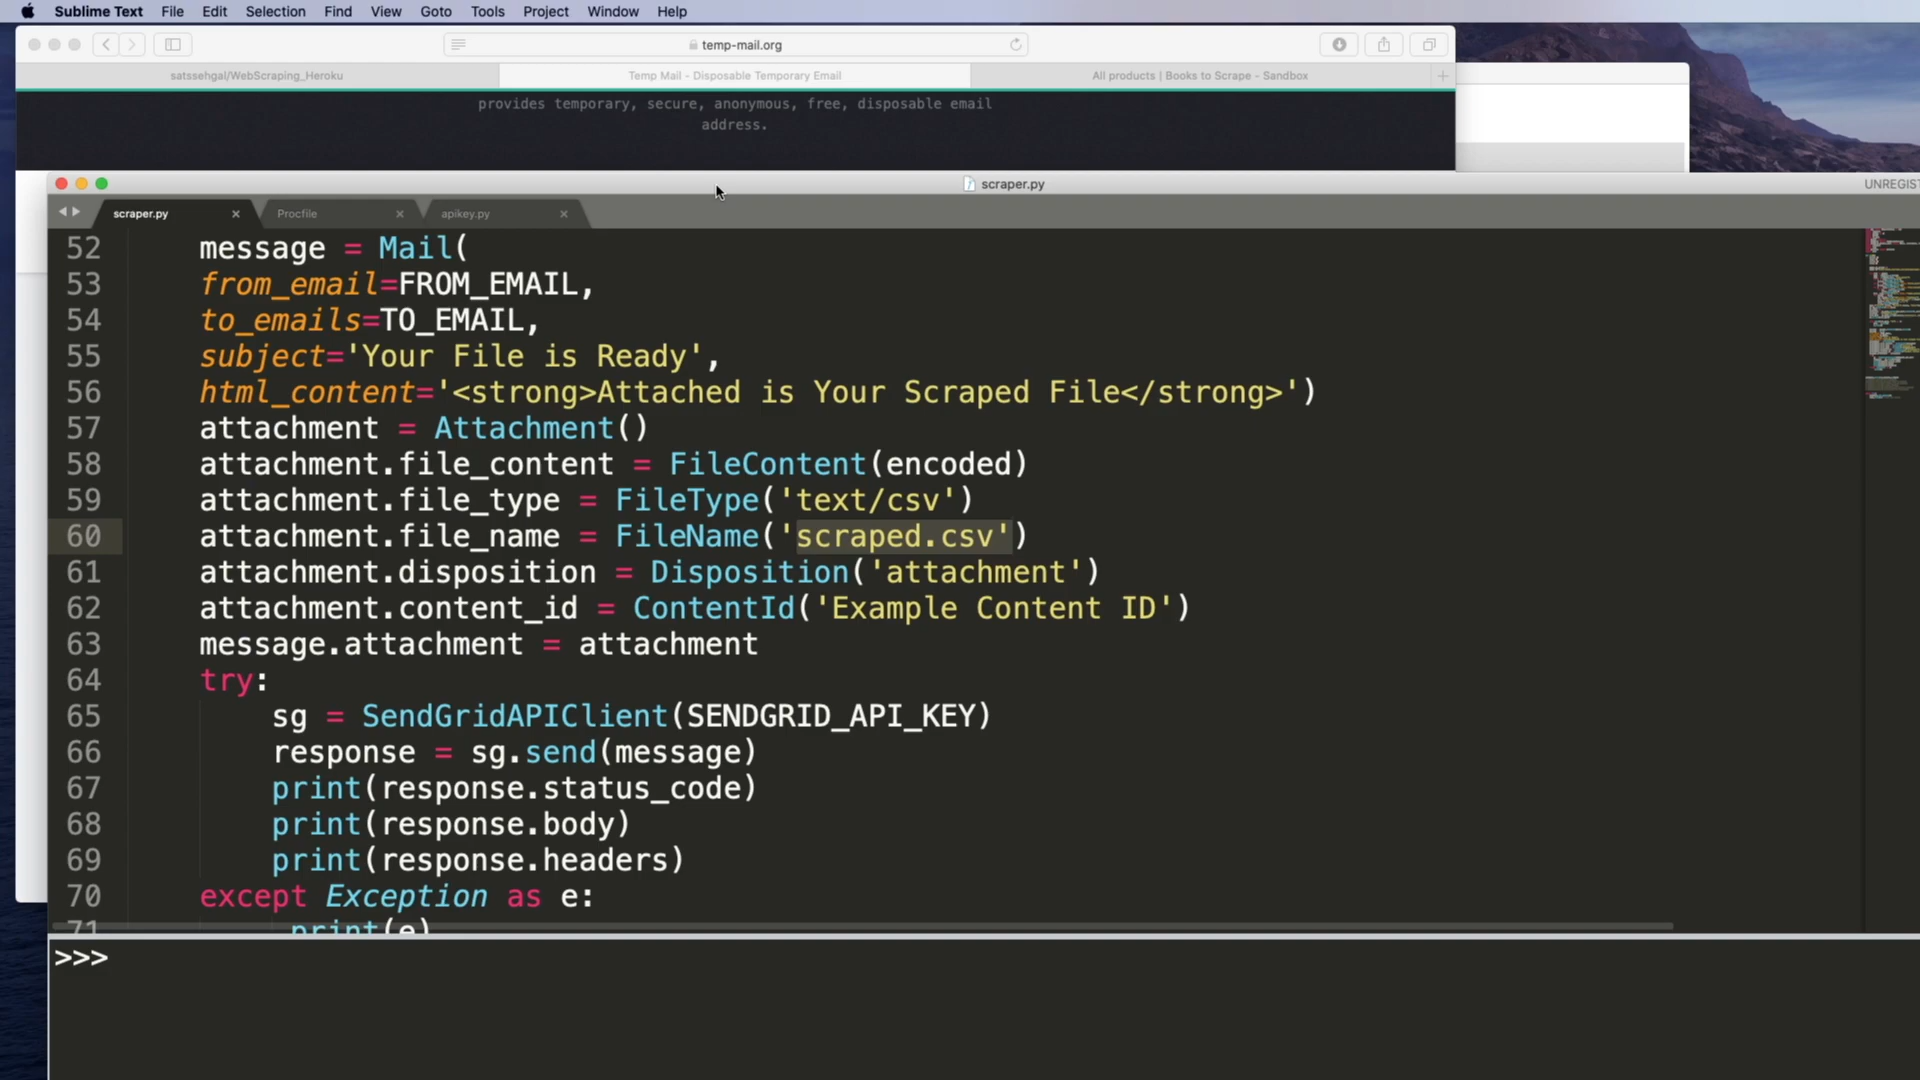 Sublime Text File Edit Selection Find View Goto Tools Project Window Help
temp-mail.org
satssehgal/WebScraping_Heroku Temp Mail - Disposable Temporary Email All products | Books to Scrape - Sandbox +
provides temporary, secure, anonymous, free, disposable email
address.
scraper.py UNREGIST
scraper.py × Procfile × apikey.py ×
52 message = Mail(
53 from_email=FROM_EMAIL,
54 to_emails=TO_EMAIL,
55 subject='Your File is Ready',
56 html_content='<strong>Attached is Your Scraped File</strong>')
57 attachment = Attachment()
58 attachment.file_content = FileContent(encoded)
59 attachment.file_type = FileType('text/csv')
60 attachment.file_name = FileName('scraped.csv')
61 attachment.disposition = Disposition('attachment')
62 attachment.content_id = ContentId('Example Content ID')
63 message.attachment = attachment
64 try:
65 sg = SendGridAPIClient(SENDGRID_API_KEY)
66 response = sg.send(message)
67 print(response.status_code)
68 print(response.body)
69 print(response.headers)
70 except Exception as e:
71 print(e)
>>>